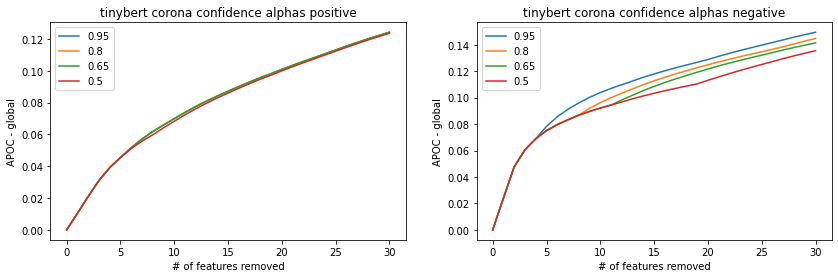 tinybert corona confidence alphas positive
0.95
0.8
0.65
0.5
APOC - global
0.12
0.10
0.08
0.06
0.04
0.02
0.00
0 5 10 15 20 25 30
# of features removed
tinybert corona confidence alphas negative
0.95
0.8
0.65
0.5
APOC - global
0.14
0.12
0.10
0.08
0.06
0.04
0.02
0.00
0 5 10 15 20 25 30
# of features removed